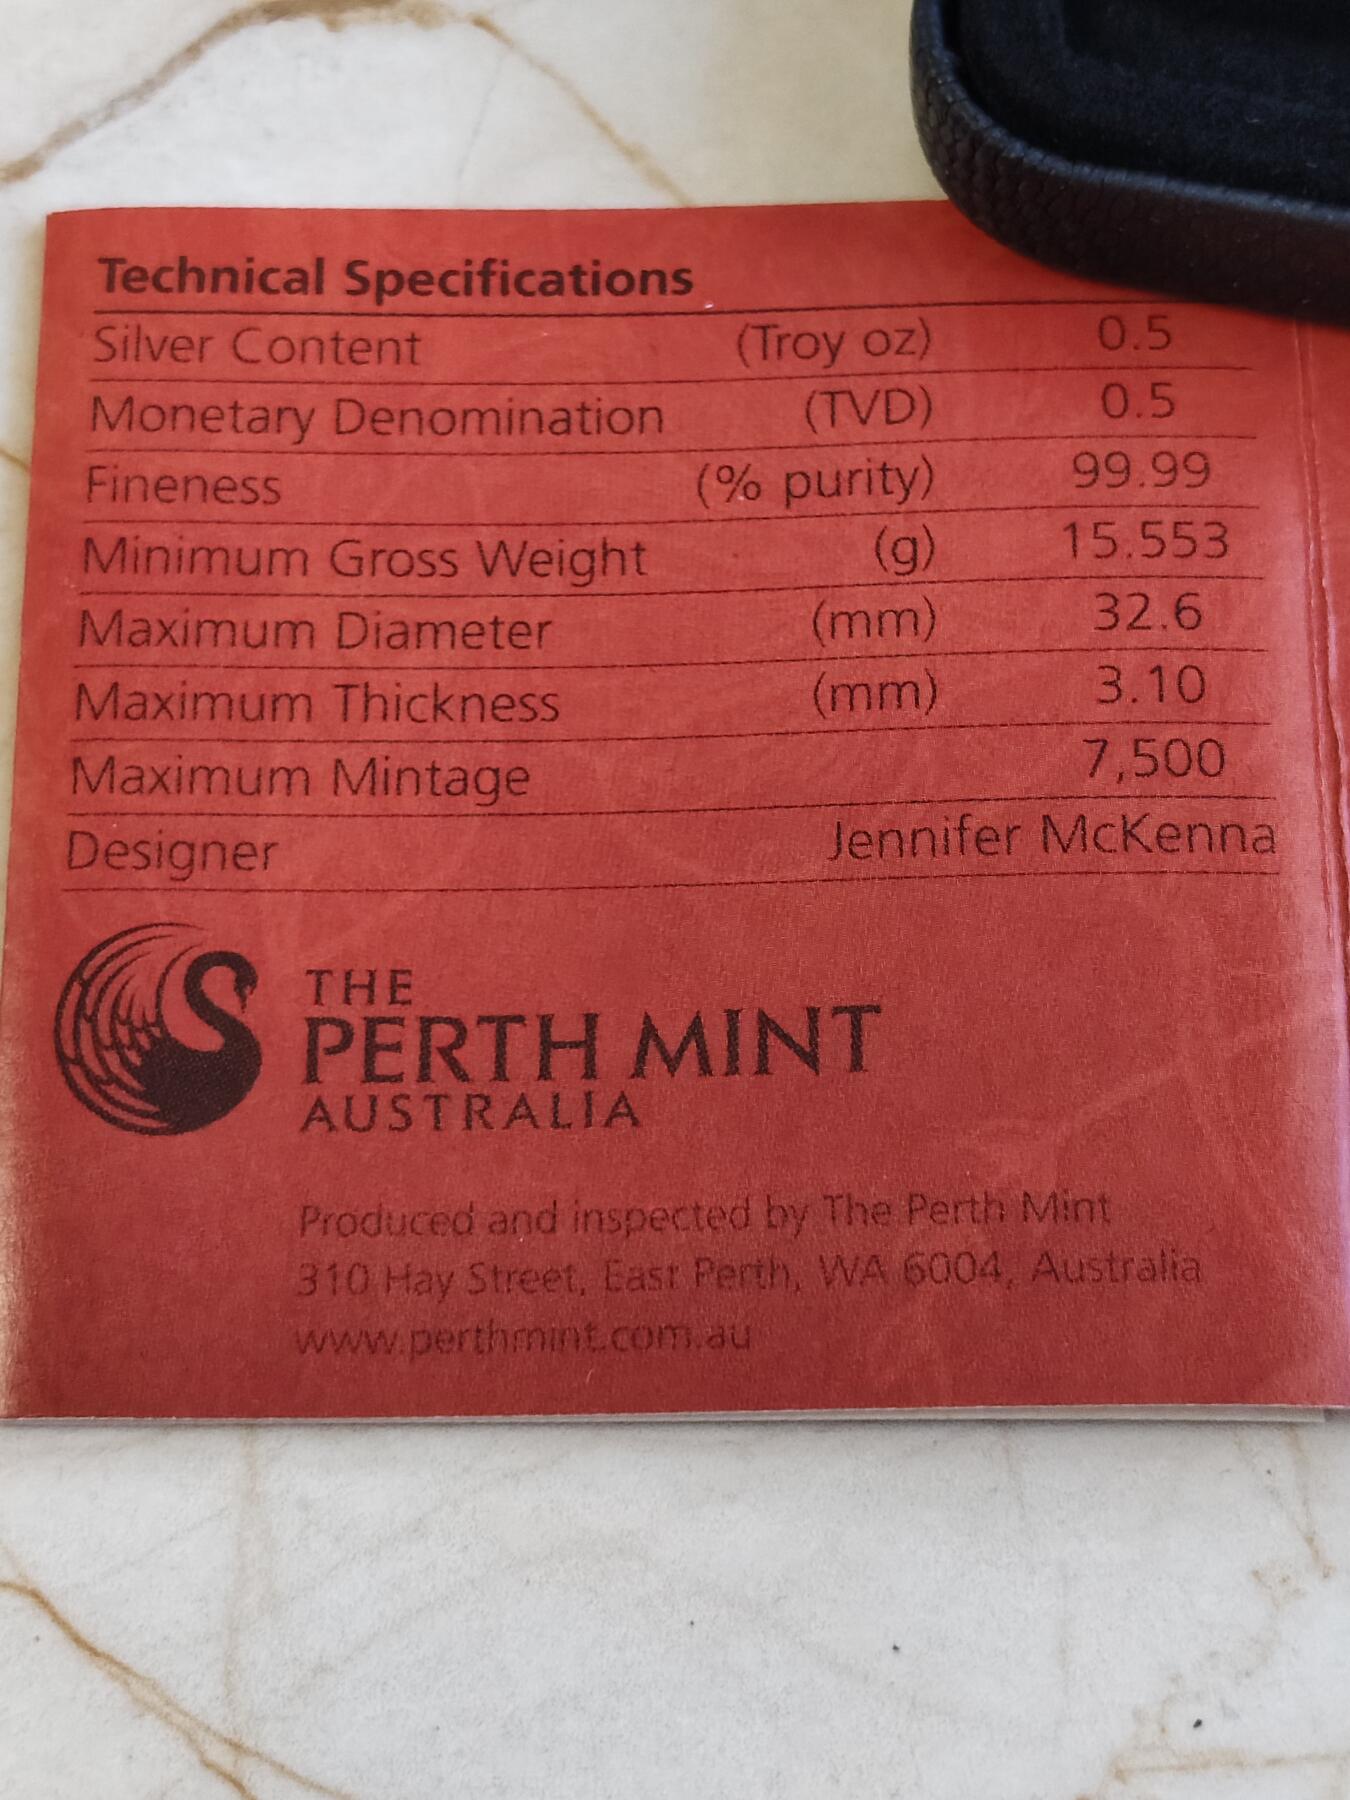 Technical Specifications
Silver Content (Troy oz) 0.5
Monetary Denomination (TVD) 0.5
Fineness (% purity) 99.99
Minimum Gross Weight (g) 15.553
Maximum Diameter (mm) 32.6
Maximum Thickness (mm) 3.10
Maximum Mintage 7,500
Designer Jennifer McKenna
THE
PERTH MINT
AUSTRALIA
Produced and inspected by The Perth Mint
310 Hay Street, East Perth, WA 6004, Australia
www.perthmint.com.au